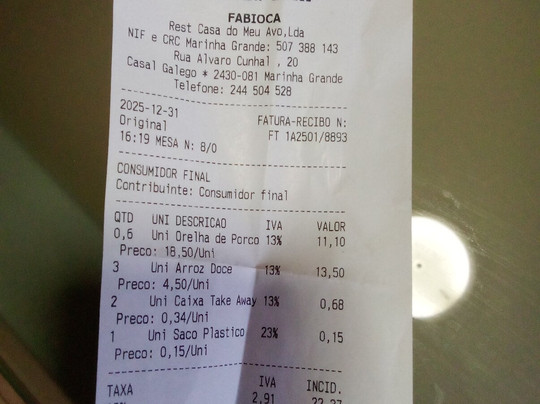 FABIOCA
Rest Casa do Meu Avo,Lda
NIF e CRC Marinha Grande: 507 388 143
Rua Alvaro Cunhal , 20
Casal Galego * 2430-081 Marinha Grande
Telefone: 244 504 528
2025-12-31
Original FATURA-RECIBO N:
16:19 MESA N: 8/0 FT 1A2501/8893
CONSUMIDOR FINAL
Contribuinte: Consumidor final
QTD UNI DESCRICAO IVA VALOR
0,6 Uni Orelha de Porco 13% 11,10
Preco: 18,50/Uni
3 Uni Arroz Doce 13% 13,50
Preco: 4,50/Uni
2 Uni Caixa Take Away 13% 0,68
Preco: 0,34/Uni
1 Uni Saco Plastico 23% 0,15
Preco: 0,15/Uni
TAXA IVA INCID.
2,91 22,37